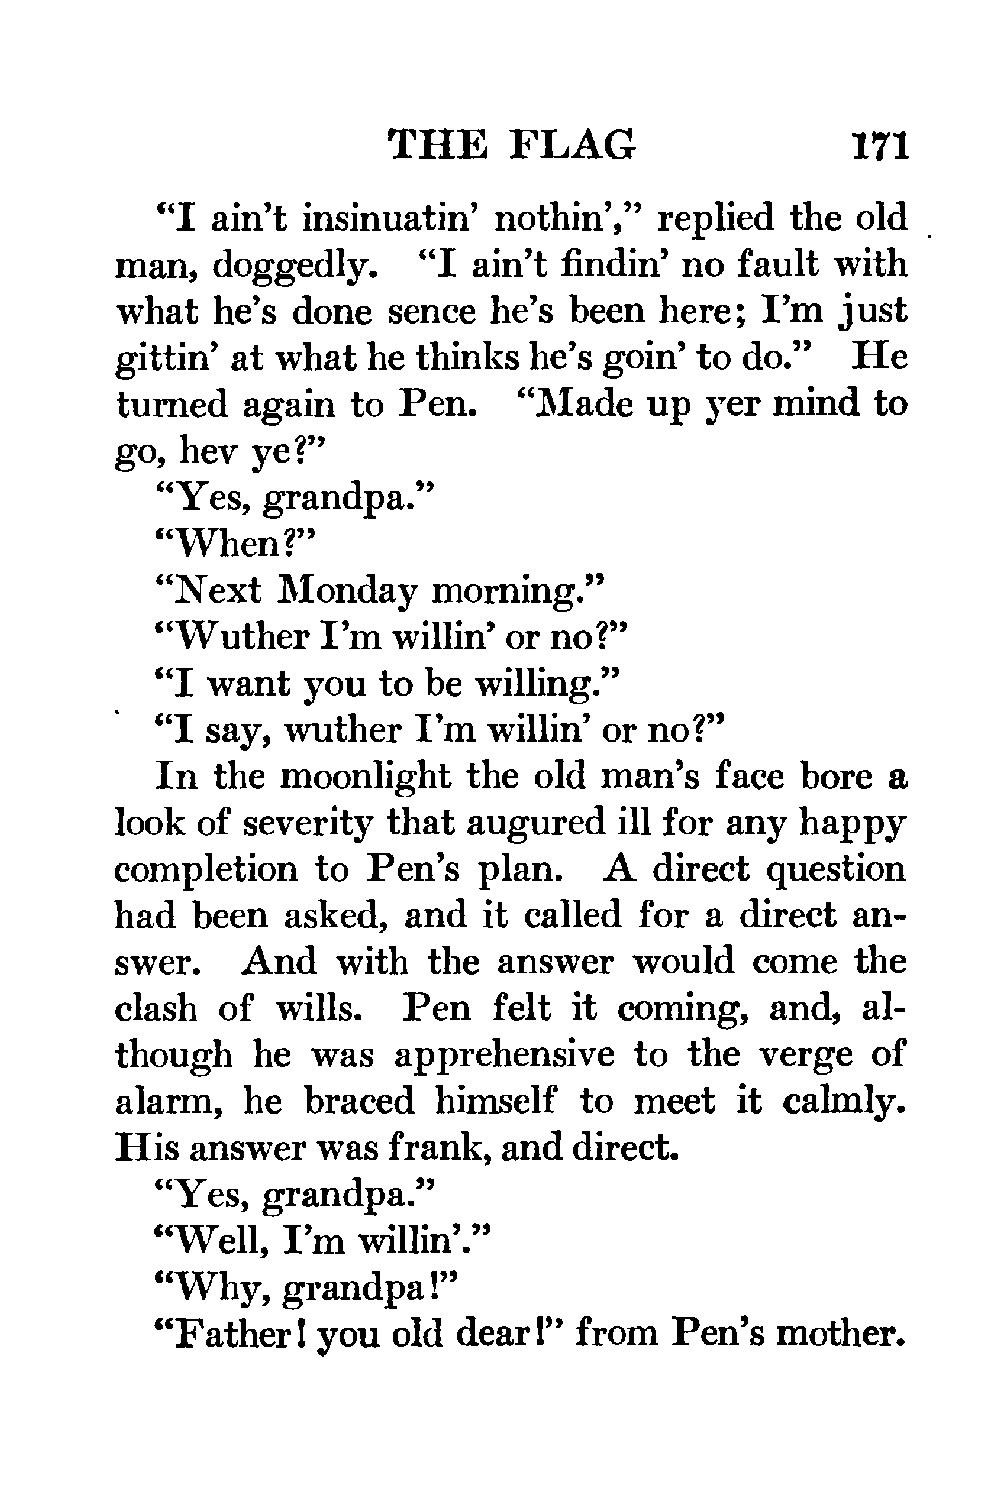 THE FLAG 171
“I ain’t insinuatin’ nothin’,” replied the old
man, doggedly. “I ain’t findin’ no fault with
what he’s done sence he’s been here; I’m just
gittin’ at what he thinks he’s goin’ to do.” He
turned again to Pen. “Made up yer mind to
go, hev ye?”
“Yes, grandpa.”
“When?”
“Next Monday morning.”
“Wuther I’m willin’ or no?”
“I want you to be willing.”
“I say, wuther I’m willin’ or no?”
In the moonlight the old man’s face bore a
look of severity that augured ill for any happy
completion to Pen’s plan. A direct question
had been asked, and it called for a direct an-
swer. And with the answer would come the
clash of wills. Pen felt it coming, and, al-
though he was apprehensive to the verge of
alarm, he braced himself to meet it calmly.
His answer was frank, and direct.
“Yes, grandpa.”
“Well, I’m willin’.”
“Why, grandpa!”
“Father! you old dear!” from Pen’s mother.